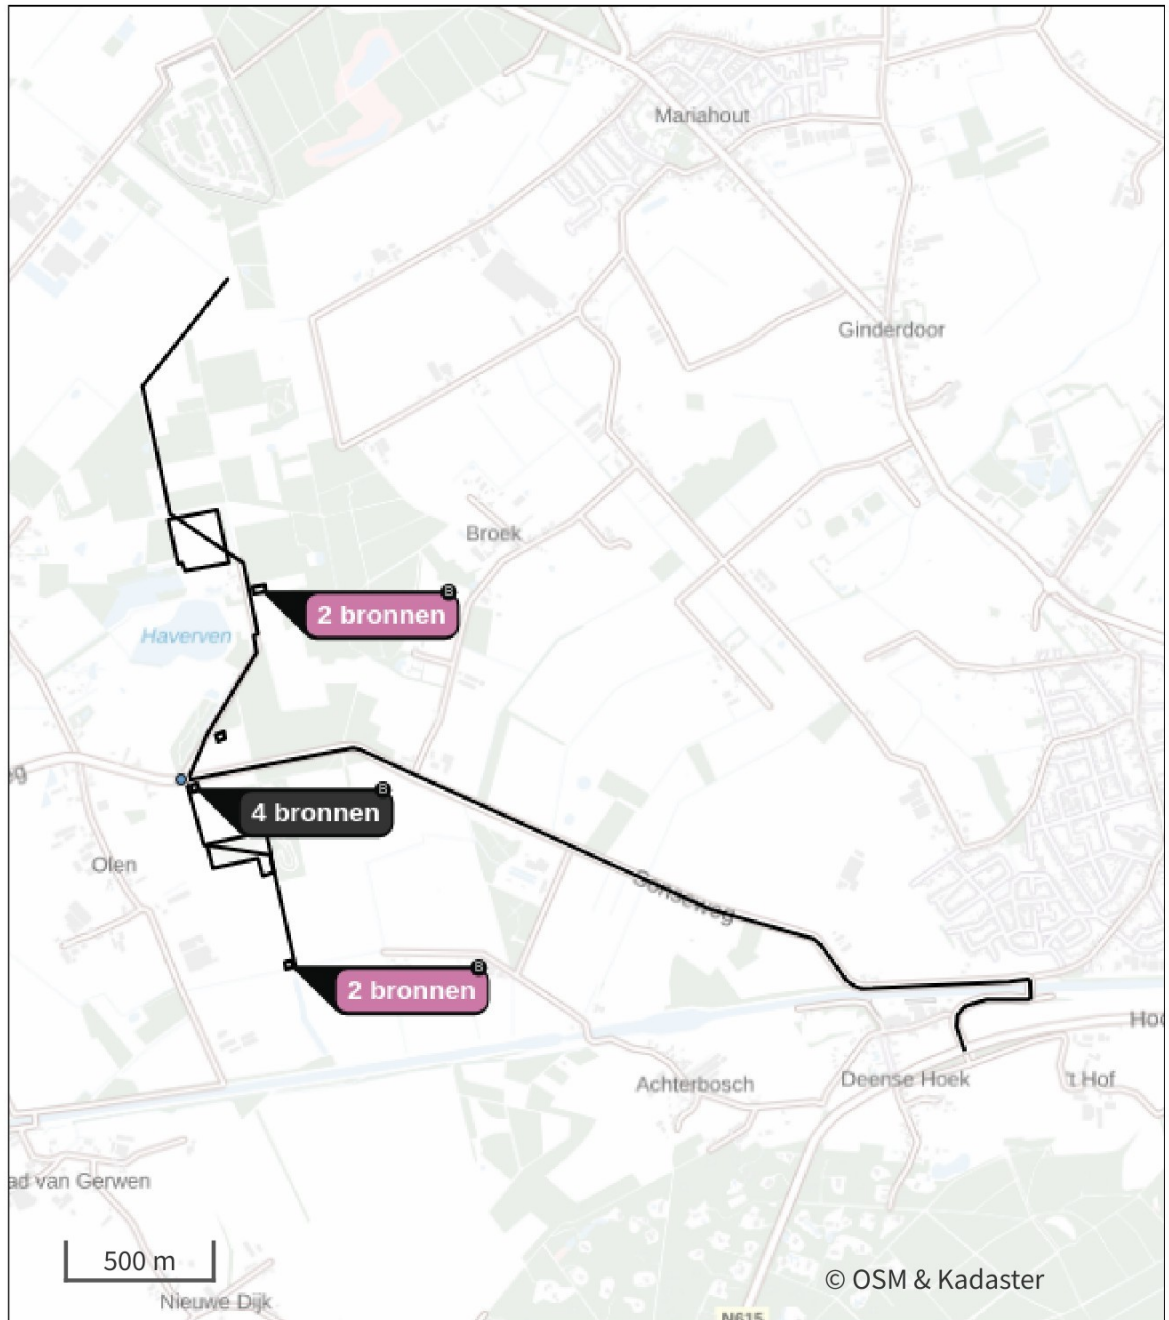 Mariahout
Ginderdoor
Broek
B
2 bronnen
Haverven
B
4 bronnen
Olen
Sonseweg
B
2 bronnen
Achterbosch
Deense Hoek
't Hof
ad van Gerwen
500 m
© OSM & Kadaster
Nieuwe Dijk
N615